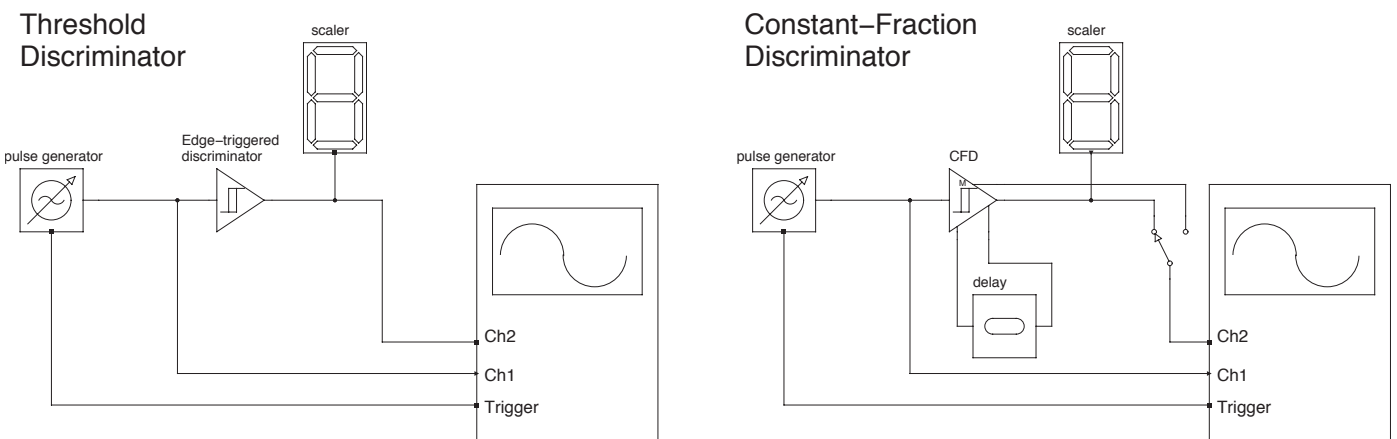 Threshold
Discriminator
scaler
Edge−triggered
discriminator
pulse generator
Ch2
Ch1
Trigger
Constant−Fraction
Discriminator
scaler
pulse generator
CFD
M
delay
Ch2
Ch1
Trigger